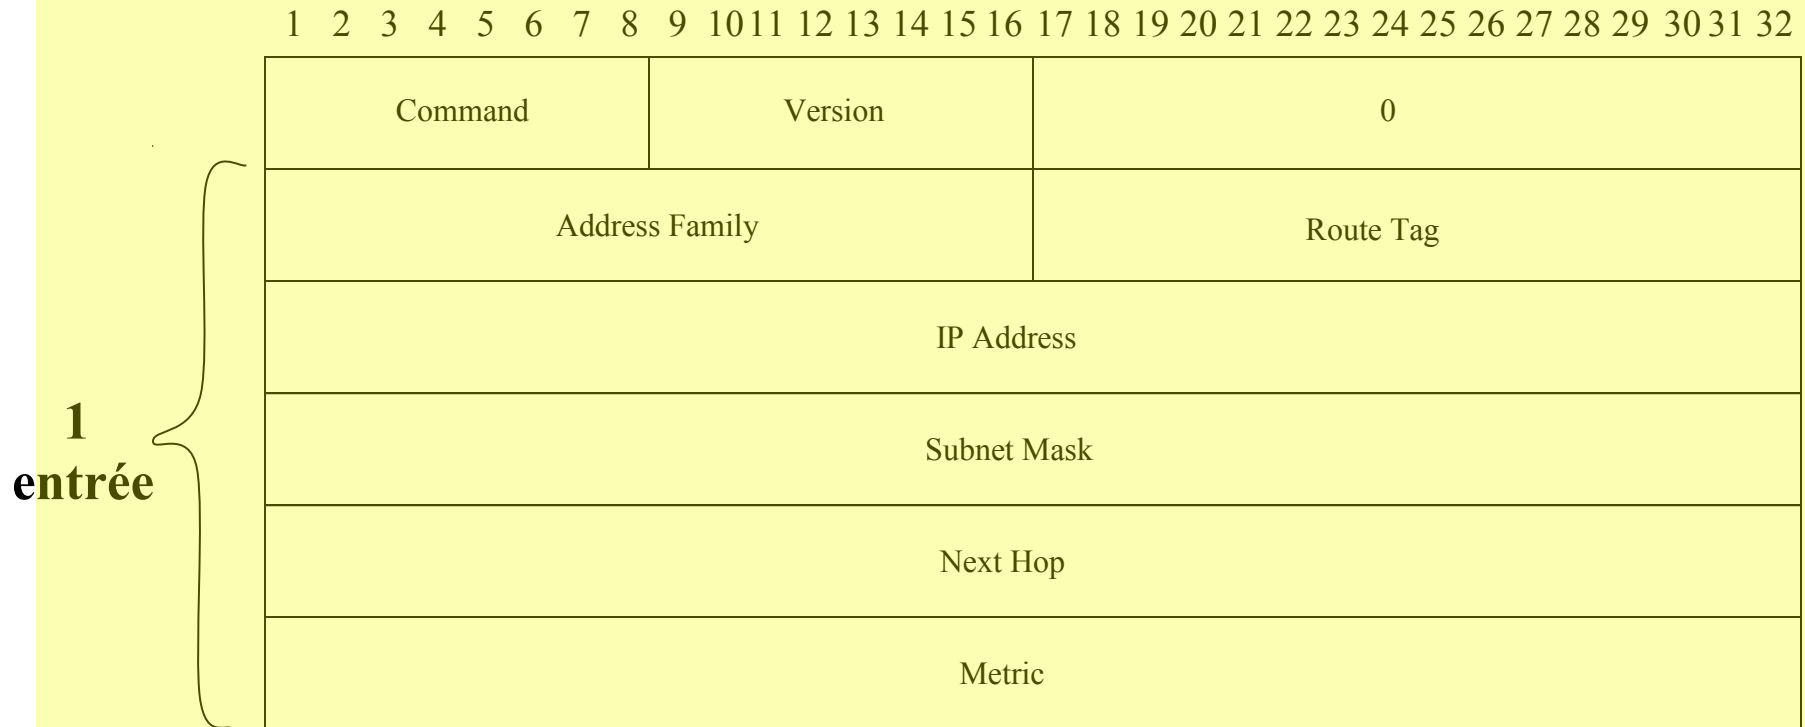 1 2 3 4 5 6 7 8 9 10 11 12 13 14 15 16 17 18 19 20 21 22 23 24 25 26 27 28 29 30 31 32
Command Version 0
Address Family Route Tag
IP Address
1
entrée
Subnet Mask
Next Hop
Metric